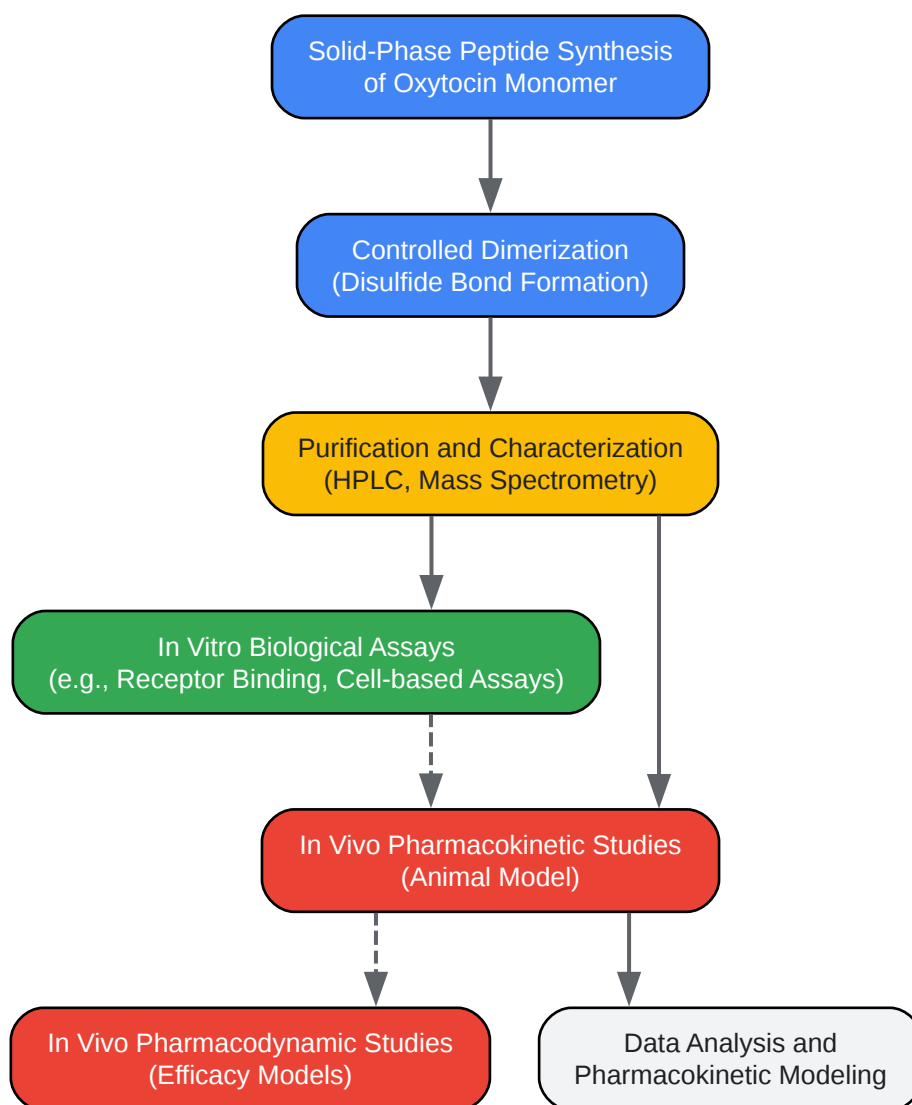 Solid-Phase Peptide Synthesis
of Oxytocin Monomer
Controlled Dimerization
(Disulfide Bond Formation)
Purification and Characterization
(HPLC, Mass Spectrometry)
In Vitro Biological Assays
(e.g., Receptor Binding, Cell-based Assays)
In Vivo Pharmacokinetic Studies
(Animal Model)
In Vivo Pharmacodynamic Studies
(Efficacy Models)
Data Analysis and
Pharmacokinetic Modeling